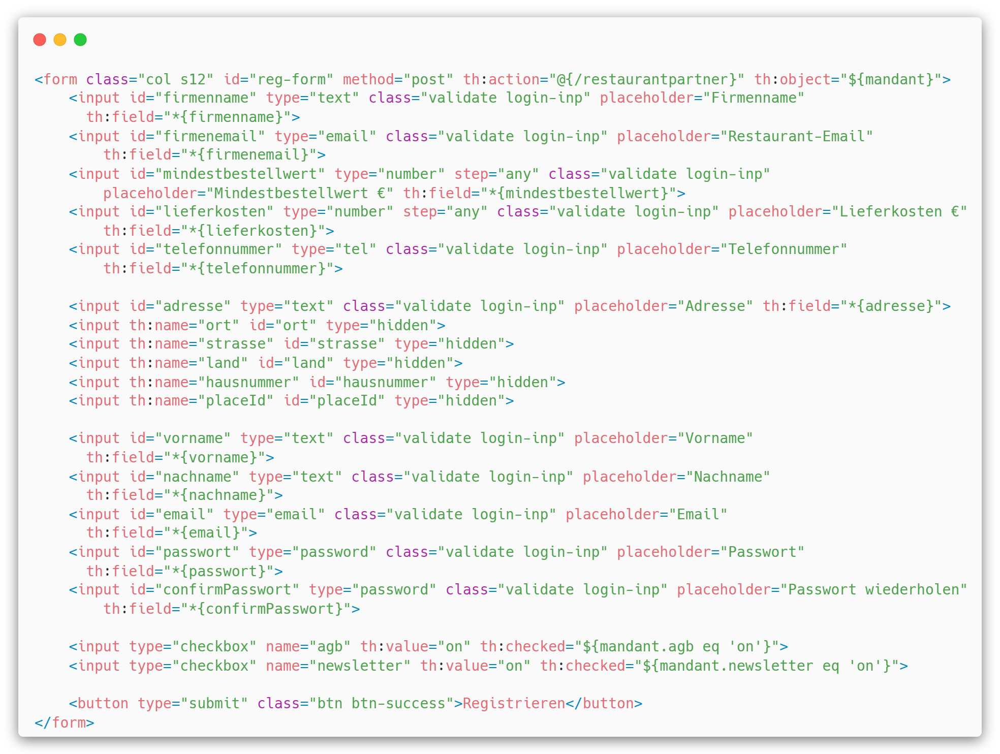 <form class="col s12" id="reg-form" method="post" th:action="@{/restaurantpartner}" th:object="${mandant}">
    <input id="firmenname" type="text" class="validate login-inp" placeholder="Firmenname"
      th:field="*{firmenname}">
    <input id="firmenemail" type="email" class="validate login-inp" placeholder="Restaurant-Email"
        th:field="*{firmenemail}">
    <input id="mindestbestellwert" type="number" step="any" class="validate login-inp"
        placeholder="Mindestbestellwert €" th:field="*{mindestbestellwert}">
    <input id="lieferkosten" type="number" step="any" class="validate login-inp" placeholder="Lieferkosten €"
        th:field="*{lieferkosten}">
    <input id="telefonnummer" type="tel" class="validate login-inp" placeholder="Telefonnummer"
        th:field="*{telefonnummer}">

    <input id="adresse" type="text" class="validate login-inp" placeholder="Adresse" th:field="*{adresse}">
    <input th:name="ort" id="ort" type="hidden">
    <input th:name="strasse" id="strasse" type="hidden">
    <input th:name="land" id="land" type="hidden">
    <input th:name="hausnummer" id="hausnummer" type="hidden">
    <input th:name="placeId" id="placeId" type="hidden">

    <input id="vorname" type="text" class="validate login-inp" placeholder="Vorname"
      th:field="*{vorname}">
    <input id="nachname" type="text" class="validate login-inp" placeholder="Nachname"
      th:field="*{nachname}">
    <input id="email" type="email" class="validate login-inp" placeholder="Email"
      th:field="*{email}">
    <input id="passwort" type="password" class="validate login-inp" placeholder="Passwort"
      th:field="*{passwort}">
    <input id="confirmPasswort" type="password" class="validate login-inp" placeholder="Passwort wiederholen"
        th:field="*{confirmPasswort}">

    <input type="checkbox" name="agb" th:value="on" th:checked="${mandant.agb eq 'on'}">
    <input type="checkbox" name="newsletter" th:value="on" th:checked="${mandant.newsletter eq 'on'}">

    <button type="submit" class="btn btn-success">Registrieren</button>
</form>